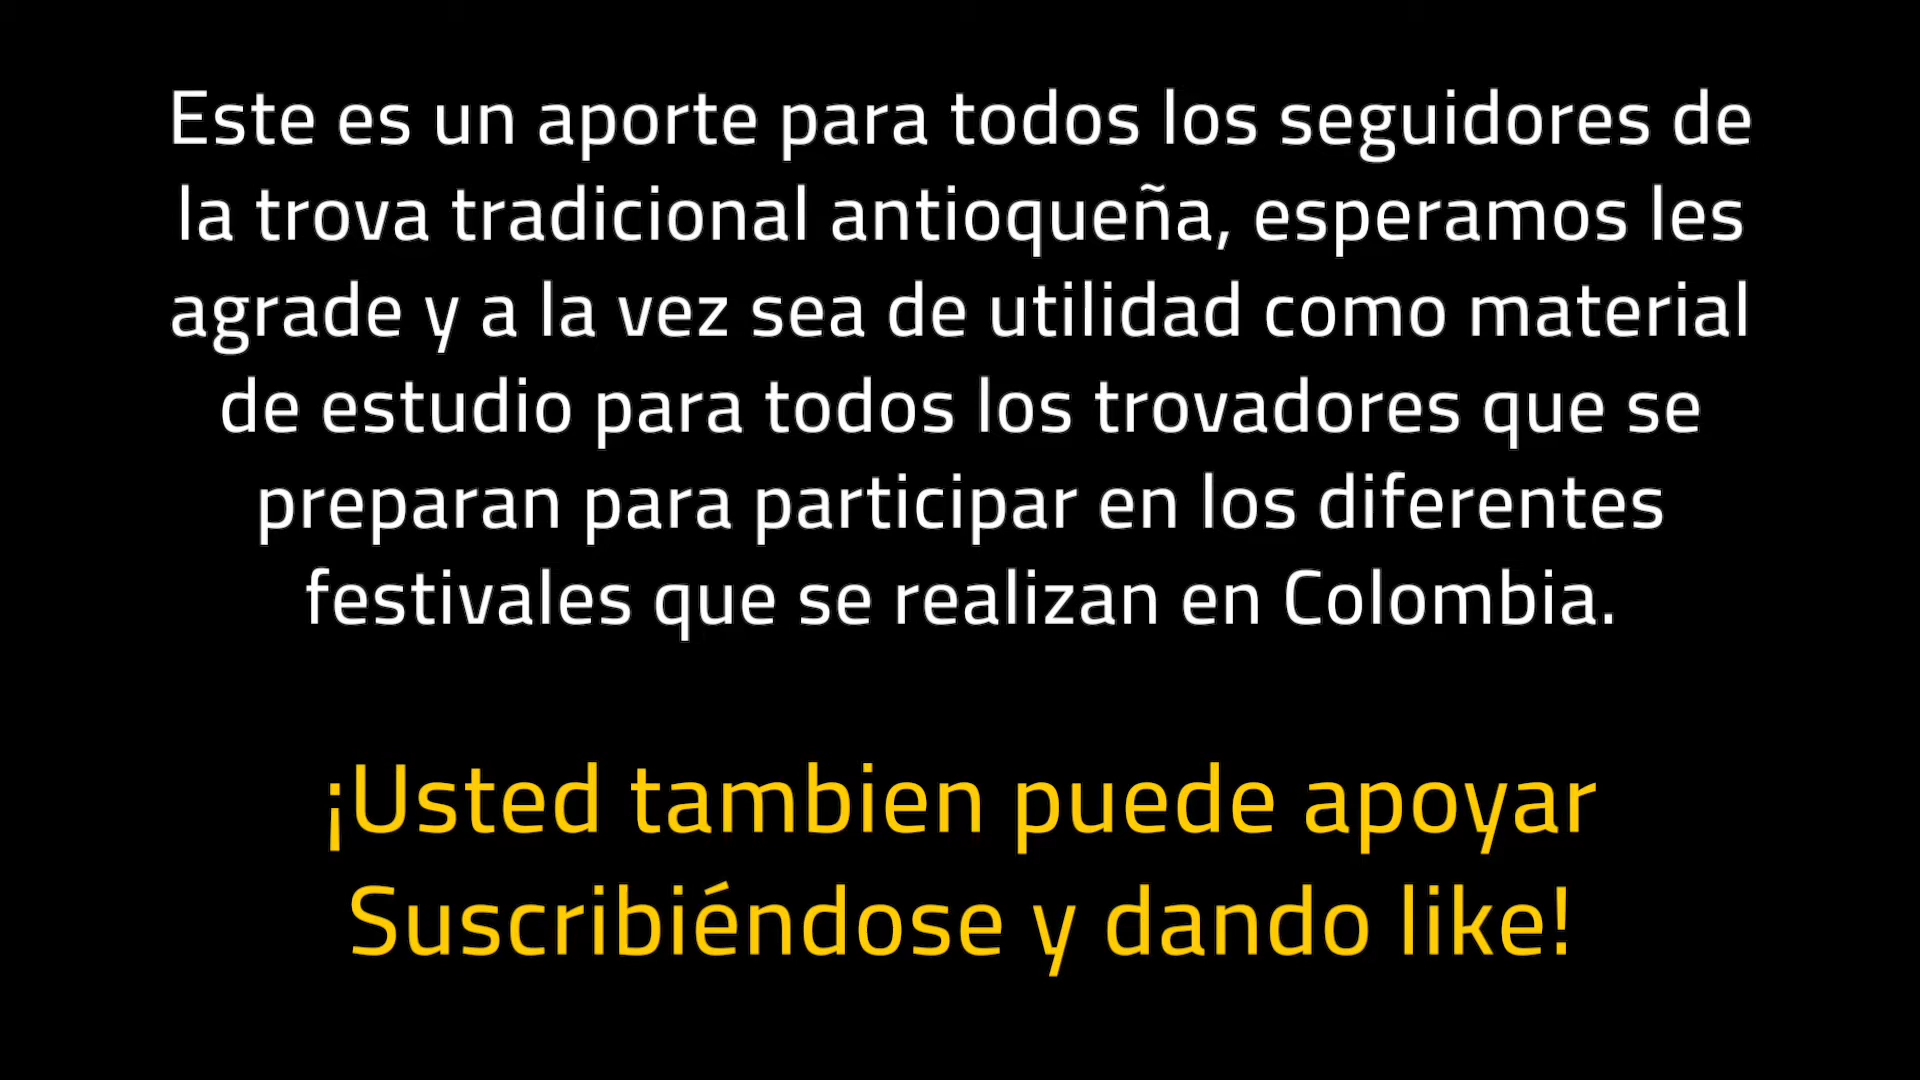 Este es un aporte para todos los seguidores de
la trova tradicional antioqueña, esperamos les
agrade y a la vez sea de utilidad como material
de estudio para todos los trovadores que se
preparan para participar en los diferentes
festivales que se realizan en Colombia.
¡Usted tambien puede apoyar
Suscribiéndose y dando like!